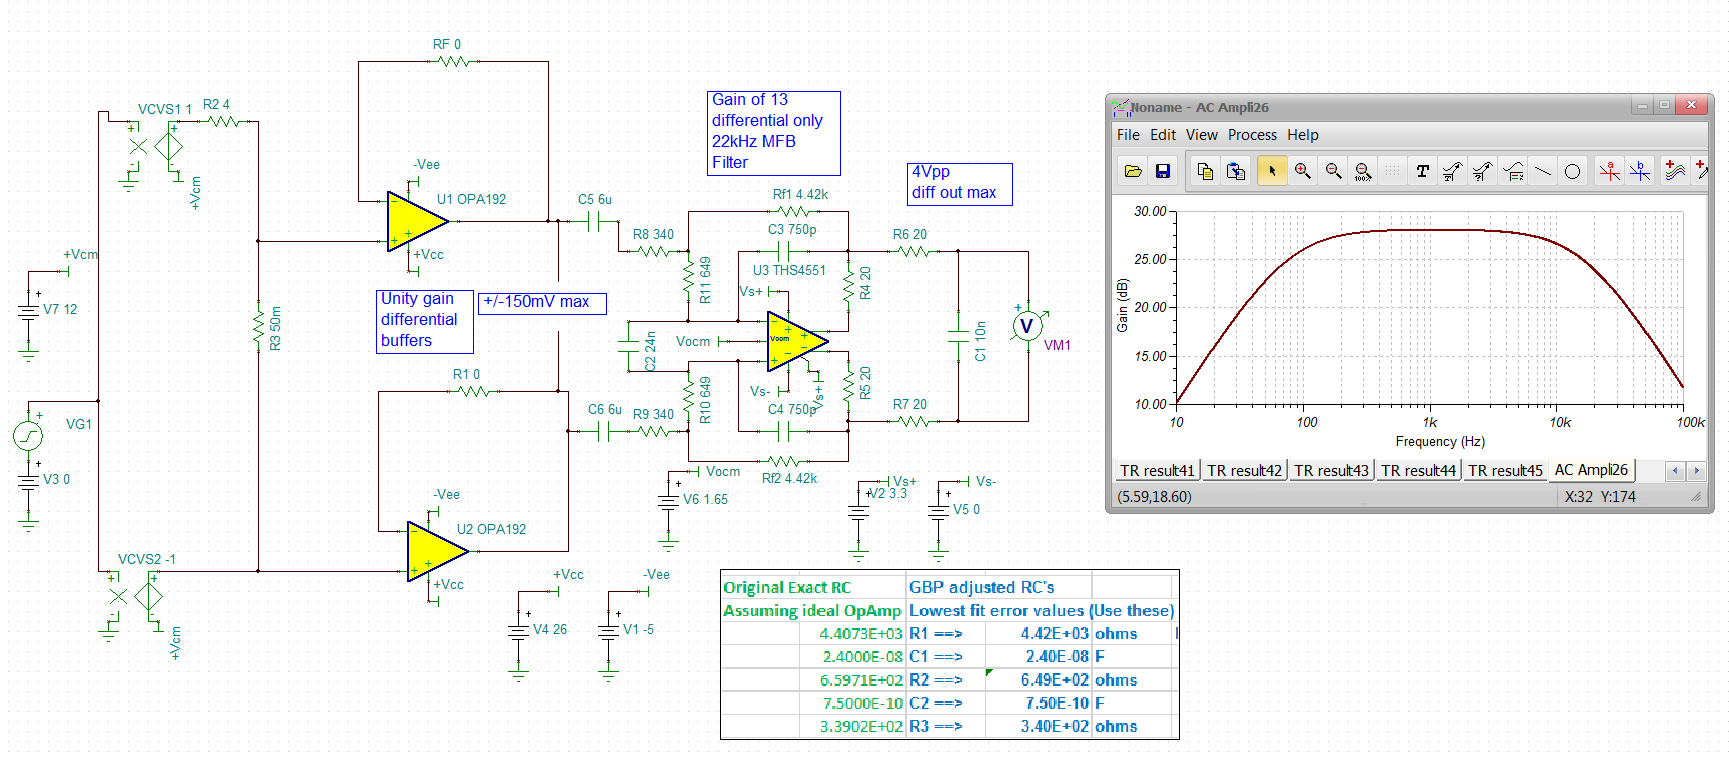 RF 0
VCVS1 1
R2 4
+
-
+
-
+Vcm
-Vee
U1 OPA192
-
+
+
+Vcc
Gain of 13
differential only
22kHz MFB
Filter
4Vpp
diff out max
+Vcm
+
V7 12
R3 50m
Unity gain
differential
buffers
+/-150mV max
C5 6u
R8 340
Rf1 4.42k
C3 750p
U3 THS4551
R11 649
Vs+
R4 20
R6 20
C2 24n
Vocm
Vocm
-
+
+
-
C1 10n
+
V
VM1
R10 649
Vs-
Vs+
R5 20
R7 20
C4 750p
Rf2 4.42k
R1 0
C6 6u
R9 340
VG1
+
+
V3 0
-Vee
U2 OPA192
-
+
+
+Vcc
VCVS2 -1
+
-
+
-
+Vcm
Vocm
+
V6 1.65
Vs+
+
V2 3.3
Vs-
+
V5 0
+Vcc
+
V4 26
-Vee
+
V1 -5
Original Exact RC GBP adjusted RC's
Assuming ideal OpAmp Lowest fit error values (Use these)
4.4073E+03 R1 ==> 4.42E+03 ohms
2.4000E-08 C1 ==> 2.40E-08 F
6.5971E+02 R2 ==> 6.49E+02 ohms
7.5000E-10 C2 ==> 7.50E-10 F
3.3902E+02 R3 ==> 3.40E+02 ohms
Noname - AC Ampli26
File Edit View Process Help
100%
T
a
b
30.00
25.00
20.00
15.00
10.00
Gain (dB)
10 100 1k 10k 100k
Frequency (Hz)
TR result41 TR result42 TR result43 TR result44 TR result45 AC Ampli26
(5.59,18.60) X:32 Y:174